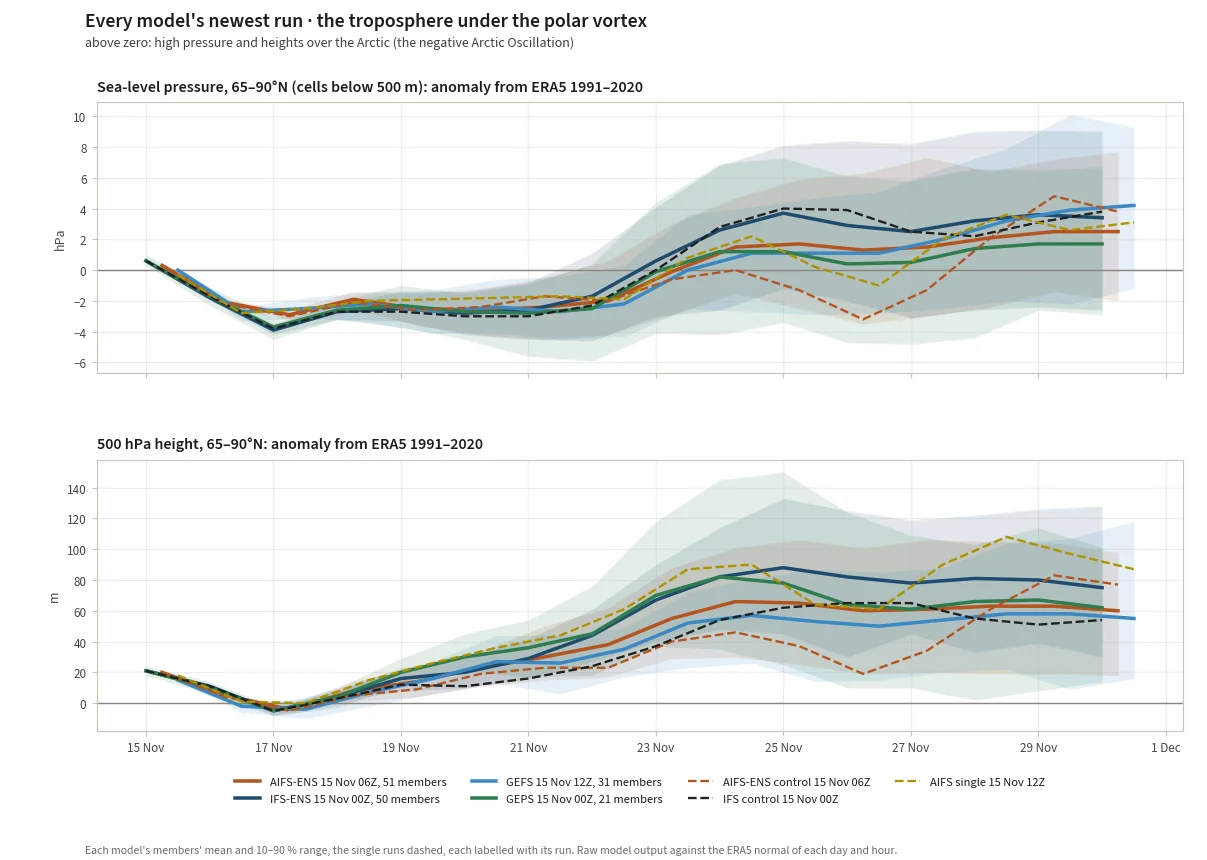 Every model's newest run · the troposphere under the polar vortex
above zero: high pressure and heights over the Arctic (the negative Arctic Oscillation)
Sea-level pressure, 65–90°N (cells below 500 m): anomaly from ERA5 1991–2020
10
8
6
4
2
0
−2
−4
−6
hPa
500 hPa height, 65–90°N: anomaly from ERA5 1991–2020
140
120
100
80
60
40
20
0
m
15 Nov 17 Nov 19 Nov 21 Nov 23 Nov 25 Nov 27 Nov 29 Nov 1 Dec
AIFS-ENS 15 Nov 06Z, 51 members GEFS 15 Nov 12Z, 31 members AIFS-ENS control 15 Nov 06Z AIFS single 15 Nov 12Z
IFS-ENS 15 Nov 00Z, 50 members GEPS 15 Nov 00Z, 21 members IFS control 15 Nov 00Z
Each model's members' mean and 10–90 % range, the single runs dashed, each labelled with its run. Raw model output against the ERA5 normal of each day and hour.